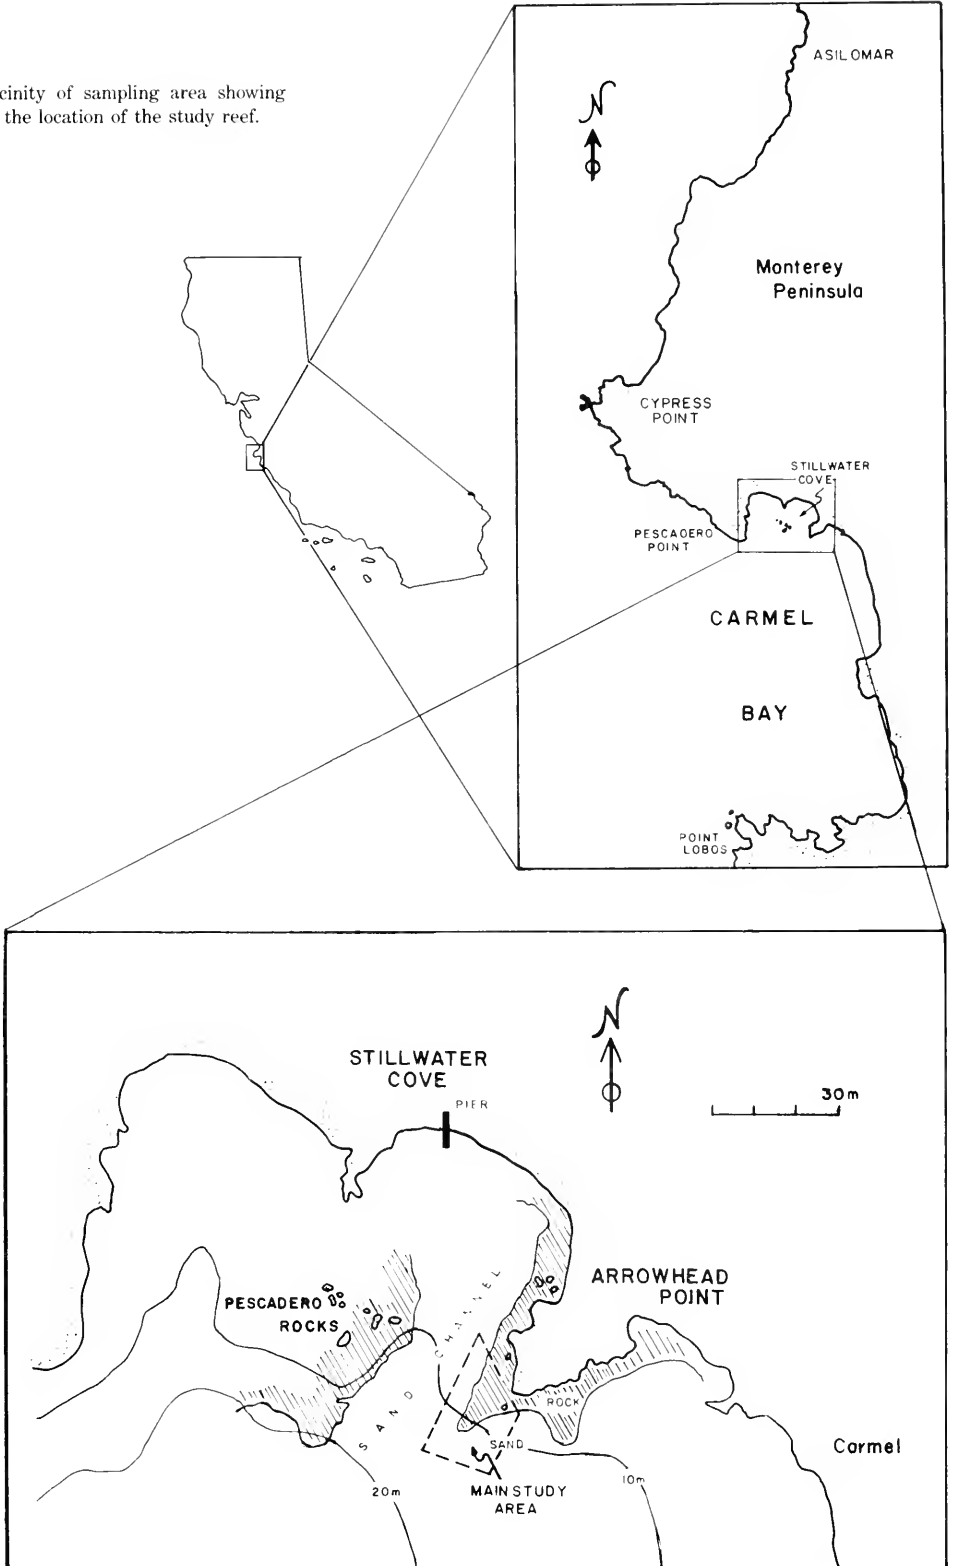 cinity of sampling area showing
the location of the study reef.
N
ASILOMAR
Monterey
Peninsula
CYPRESS
POINT
STILLWATER
COVE
PESCADERO
POINT
CARMEL
BAY
POINT
LOBOS
N
STILLWATER
COVE
PIER
30m
SAND CHANNEL
ARROWHEAD
POINT
PESCADERO
ROCKS
ROCK
SAND
Carmel
20m
10m
MAIN STUDY
AREA